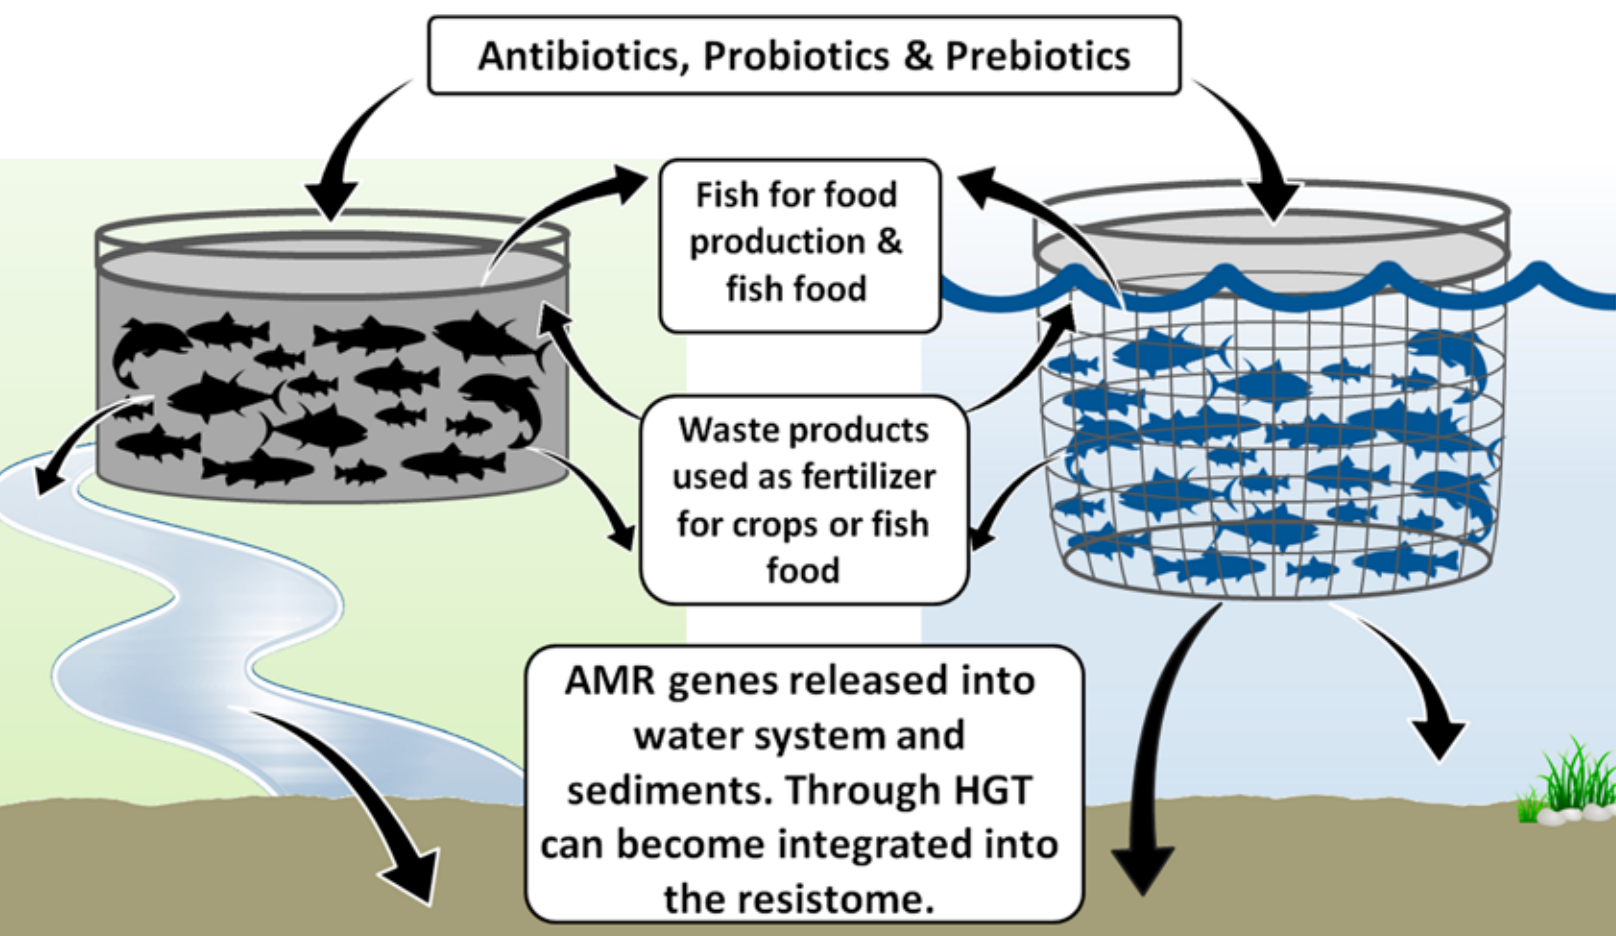 Antibiotics, Probiotics & Prebiotics
Fish for food
production &
fish food
Waste products
used as fertilizer
for crops or fish
food
AMR genes released into
water system and
sediments. Through HGT
can become integrated into
the resistome.